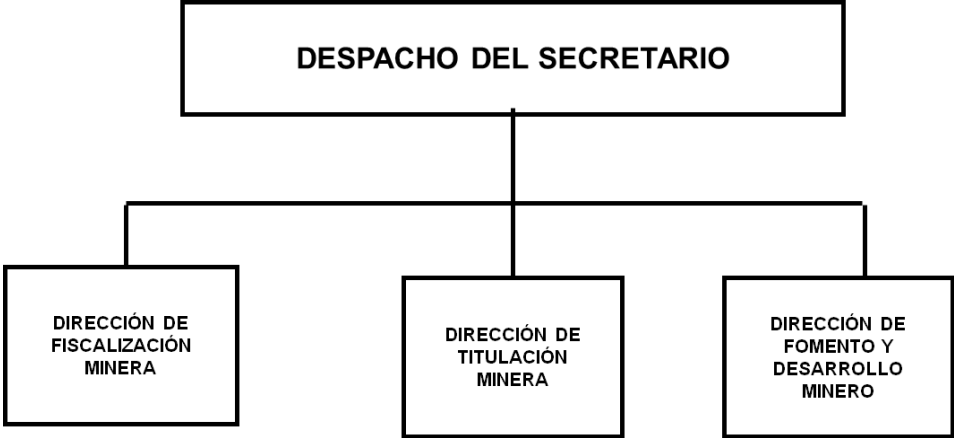 DESPACHO DEL SECRETARIO
DIRECCIÓN DE
FISCALIZACIÓN
MINERA
DIRECCIÓN DE
TITULACIÓN
MINERA
DIRECCIÓN DE
FOMENTO Y
DESARROLLO
MINERO